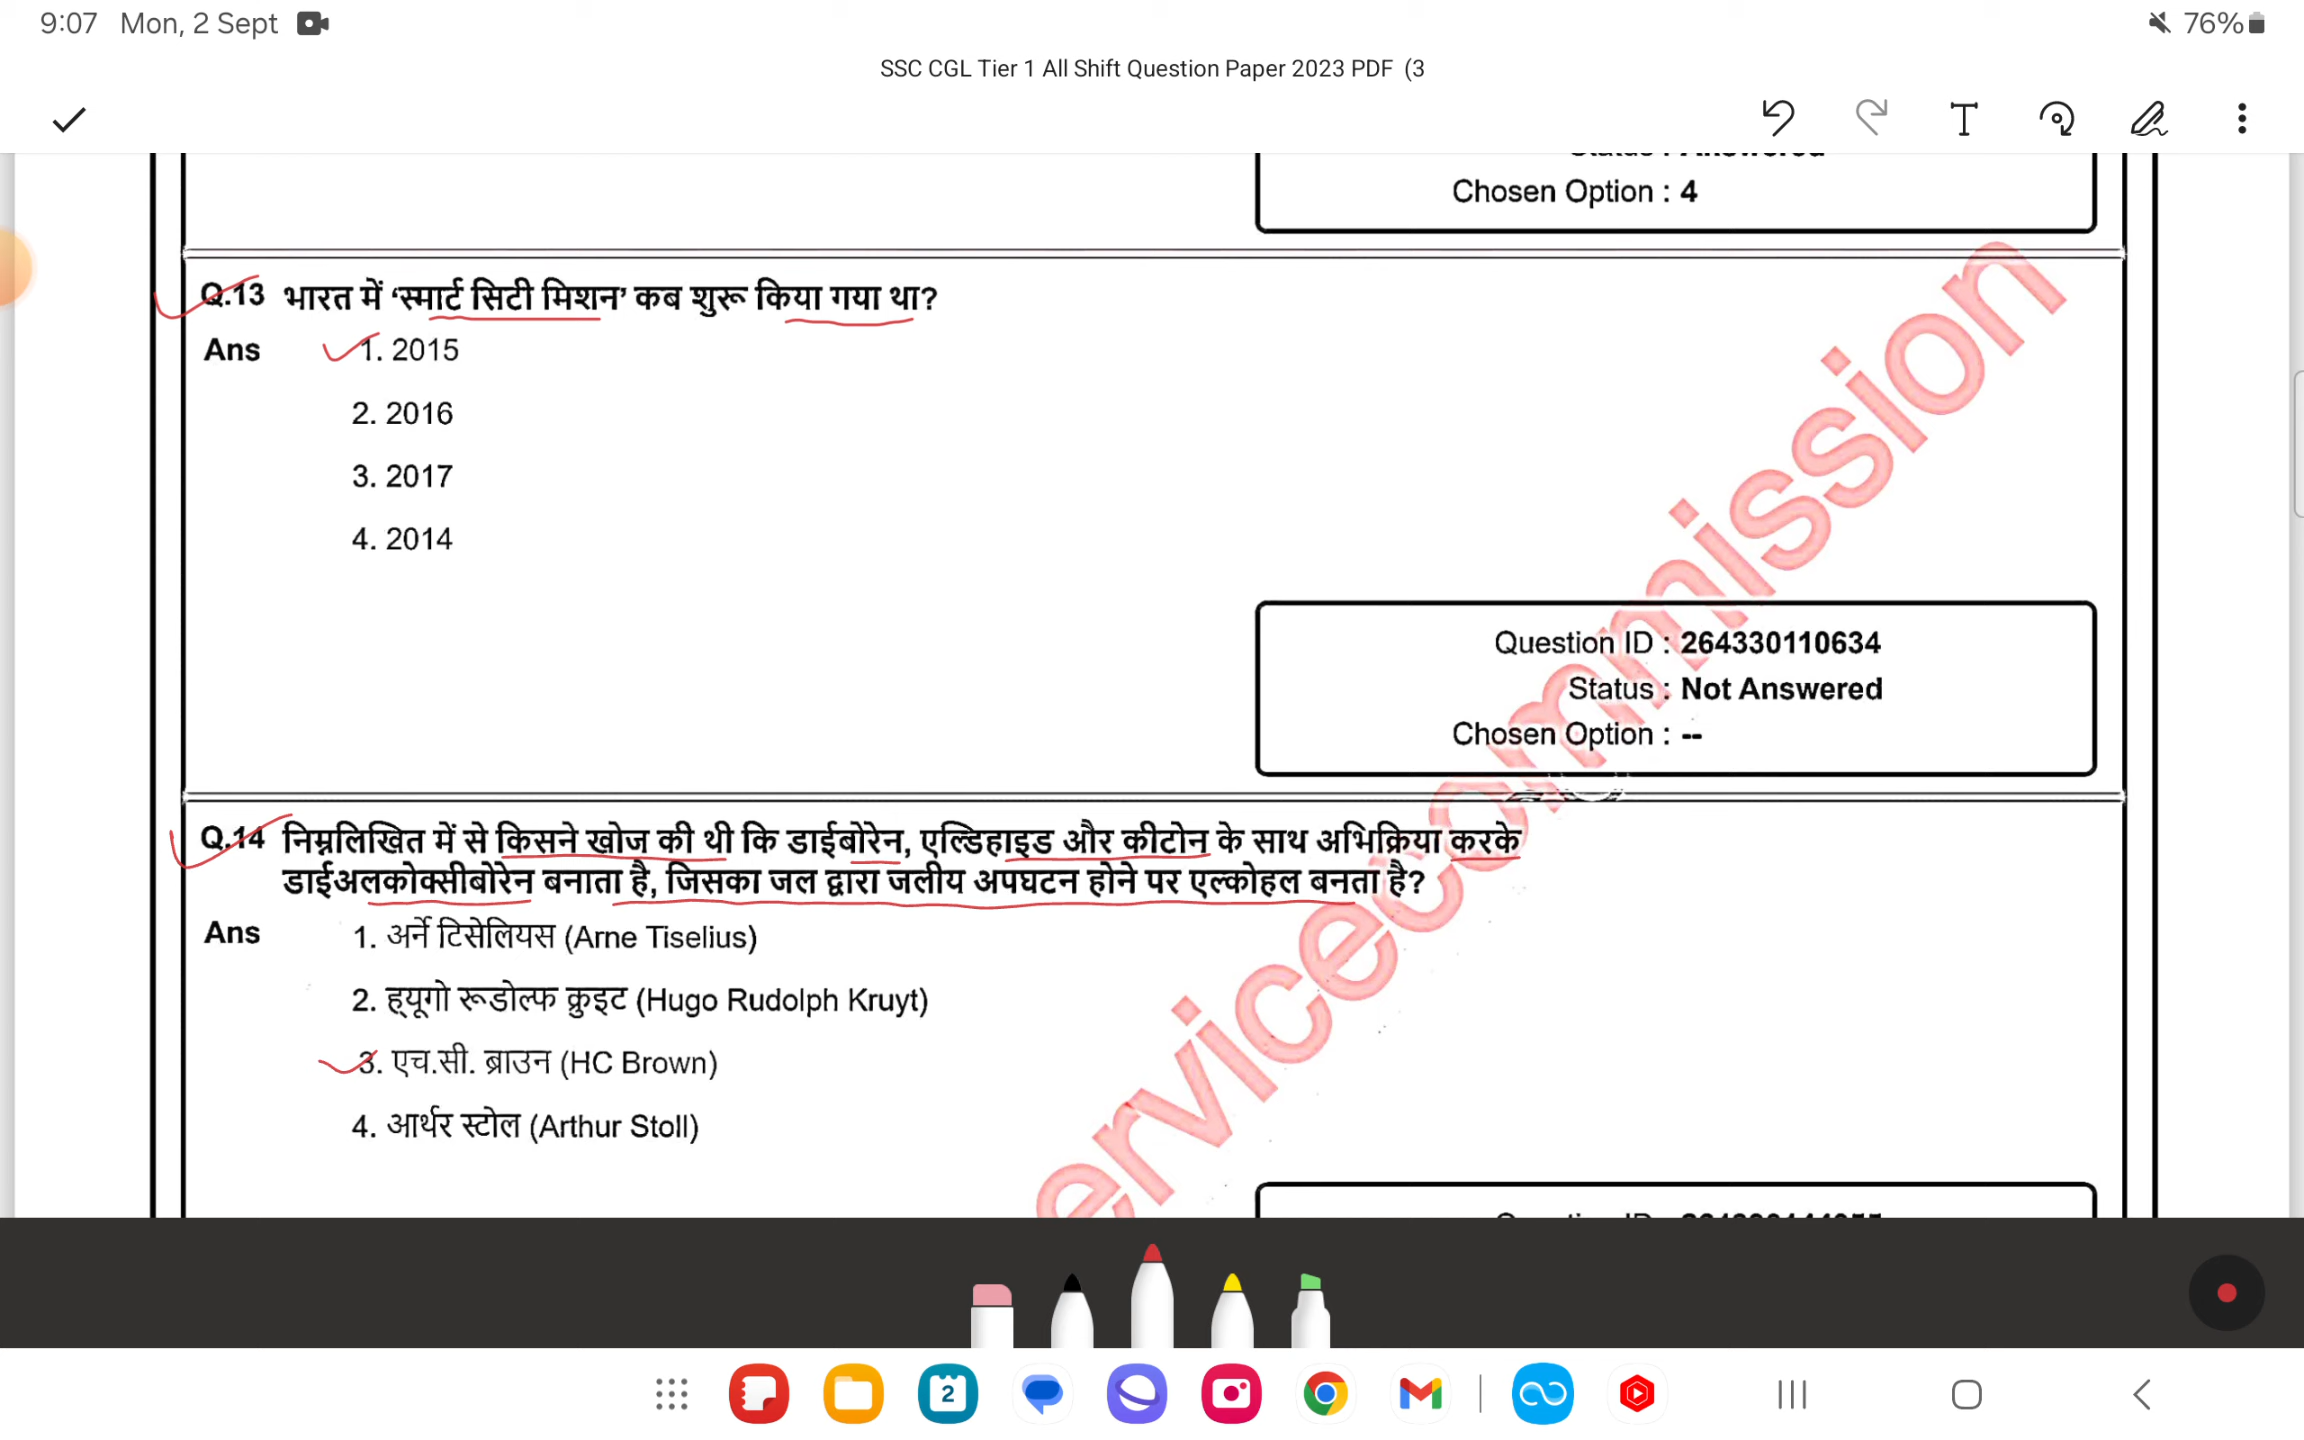 9:07 Mon, 2 Sept
76%
SSC CGL Tier 1 All Shift Question Paper 2023 PDF (3
Chosen Option : 4
Q.13 भारत में ‘स्मार्ट सिटी मिशन’ कब शुरू किया गया था?
Ans 1. 2015
2. 2016
3. 2017
4. 2014
Question ID : 264330110634
Status : Not Answered
Chosen Option : --
Q.14 निम्नलिखित में से किसने खोज की थी कि डाईबोरेन, एल्डिहाइड और कीटोन के साथ अभिक्रिया करके
डाईअलकोक्सीबोरेन बनाता है, जिसका जल द्वारा जलीय अपघटन होने पर एल्कोहल बनता है?
Ans 1. अर्ने टिसेलियस (Arne Tiselius)
2. ह्यूगो रूडोल्फ क्रुइट (Hugo Rudolph Kruyt)
3. एच.सी. ब्राउन (HC Brown)
4. आर्थर स्टोल (Arthur Stoll)
ervicecommission
2